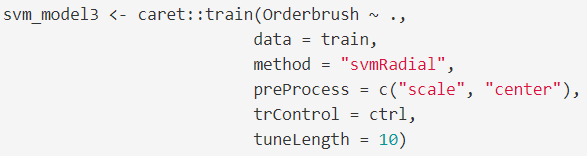 svm_model3 <- caret::train(Orderbrush ~ .,
data = train,
method = "svmRadial",
preProcess = c("scale", "center"),
trControl = ctrl,
tuneLength = 10)